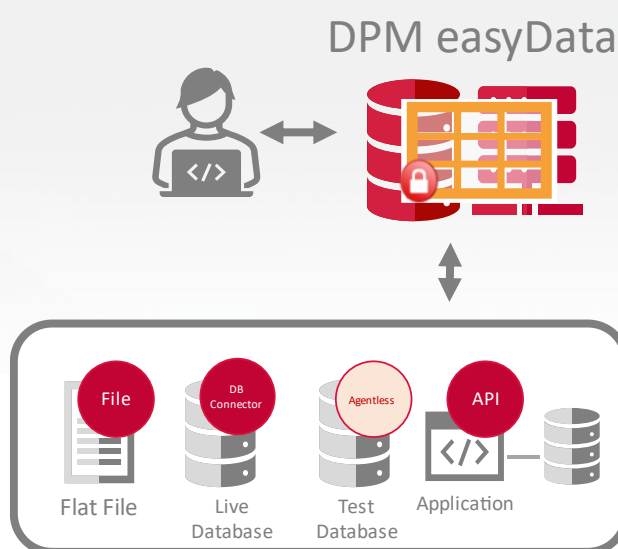 DPM easyData
</>
File
DB
Connector
Agentless
API
</>
Flat File
Live
Database
Test
Database
Application